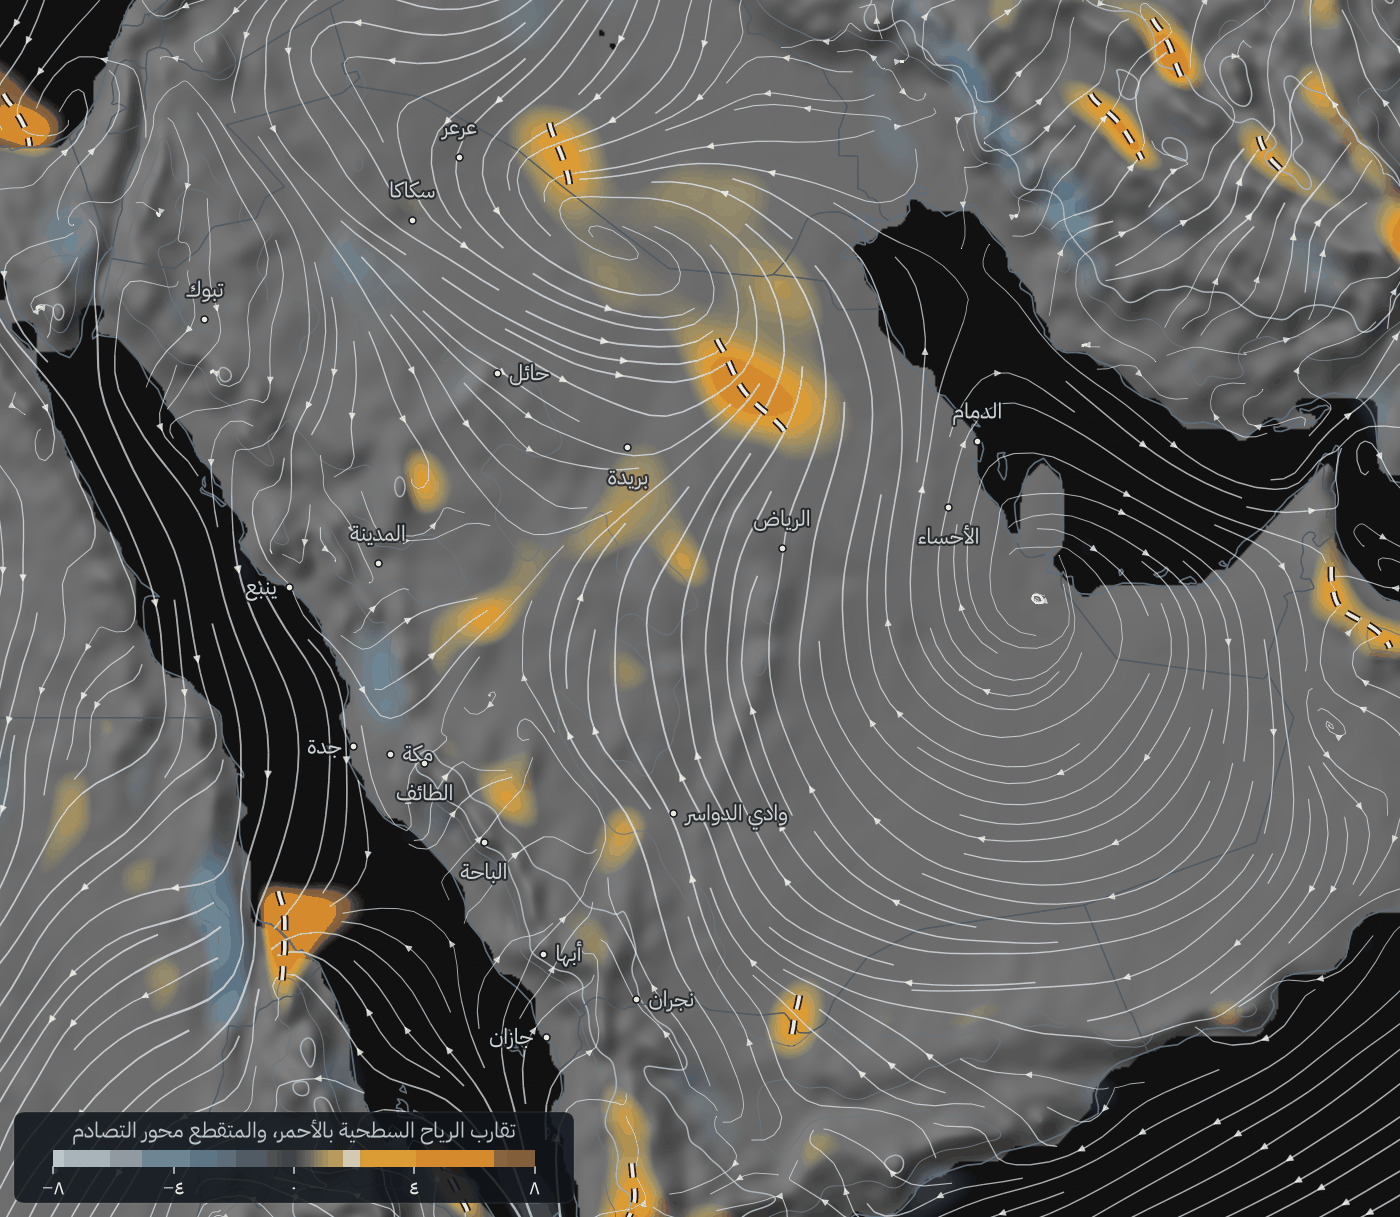 عرعر
سكاكا
تبوك
حائل
الدمام
بريدة
الرياض
الأحساء
المدينة
ينبع
جدة
مكة
الطائف
وادي الدواسر
الباحة
أبها
نجران
جازان
تقارب الرياح السطحية بالأحمر، والمتقطع محور التصادم
−٨ −٤ ٠ ٤ ٨